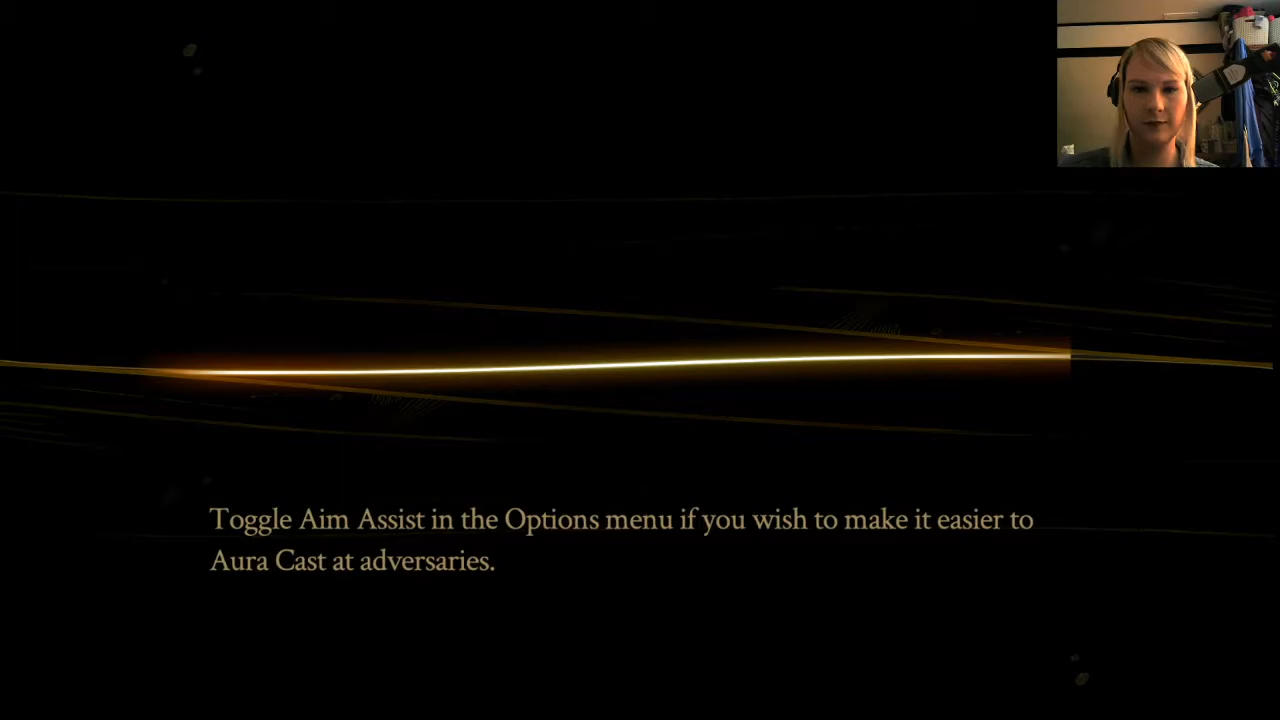 Toggle Aim Assist in the Options menu if you wish to make it easier to
Aura Cast at adversaries.